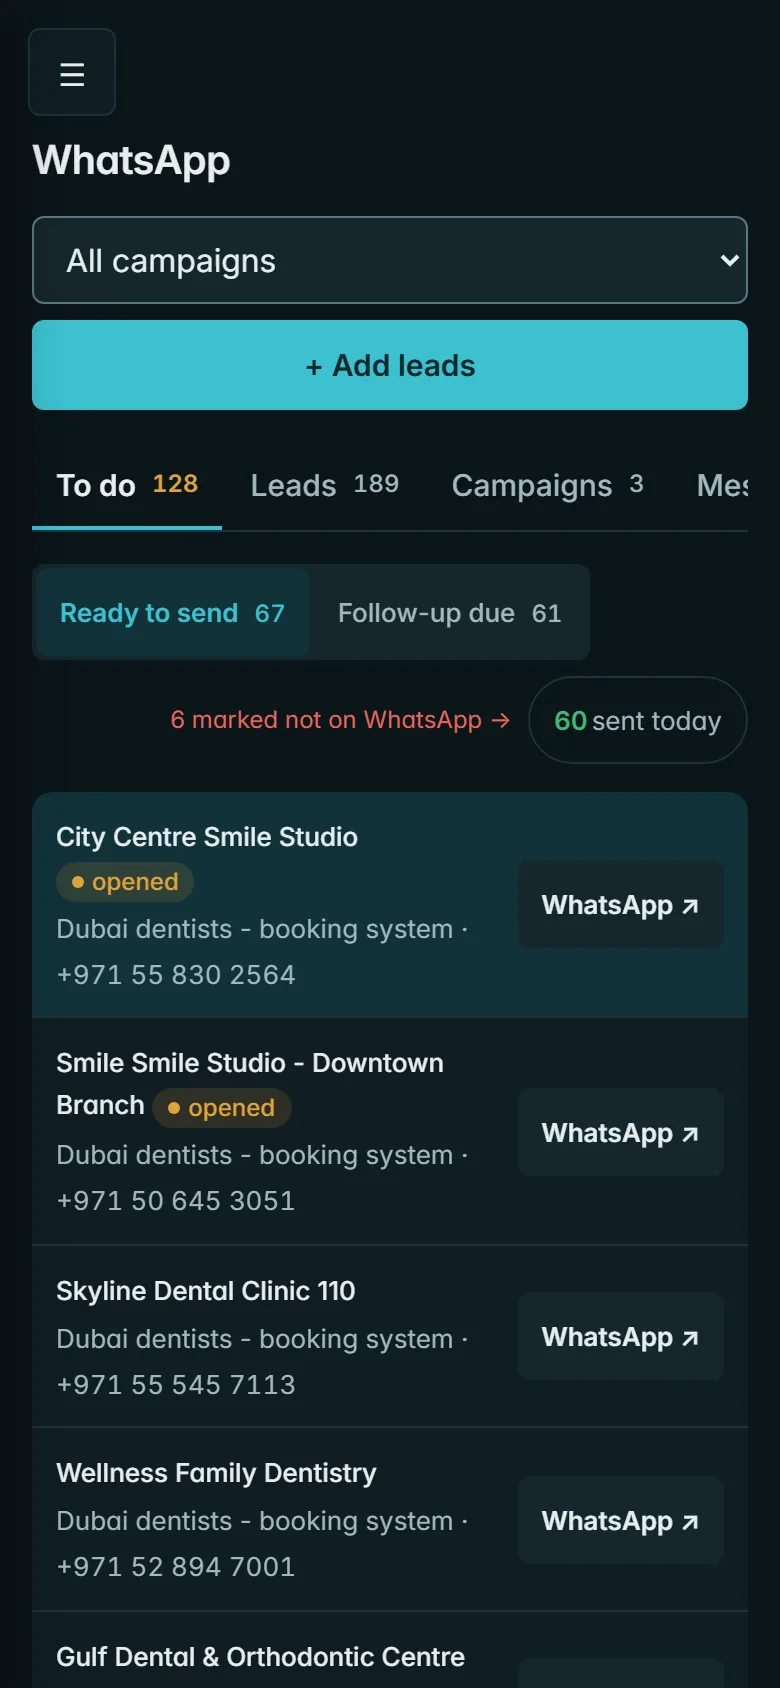 ☰
WhatsApp
All campaigns
+ Add leads
To do 128 Leads 189 Campaigns 3 Mes
Ready to send 67 Follow-up due 61
6 marked not on WhatsApp → 60 sent today
City Centre Smile Studio
opened
WhatsApp ↗
Dubai dentists - booking system ·
+971 55 830 2564
Smile Smile Studio - Downtown
Branch opened
WhatsApp ↗
Dubai dentists - booking system ·
+971 50 645 3051
Skyline Dental Clinic 110
WhatsApp ↗
Dubai dentists - booking system ·
+971 55 545 7113
Wellness Family Dentistry
WhatsApp ↗
Dubai dentists - booking system ·
+971 52 894 7001
Gulf Dental & Orthodontic Centre